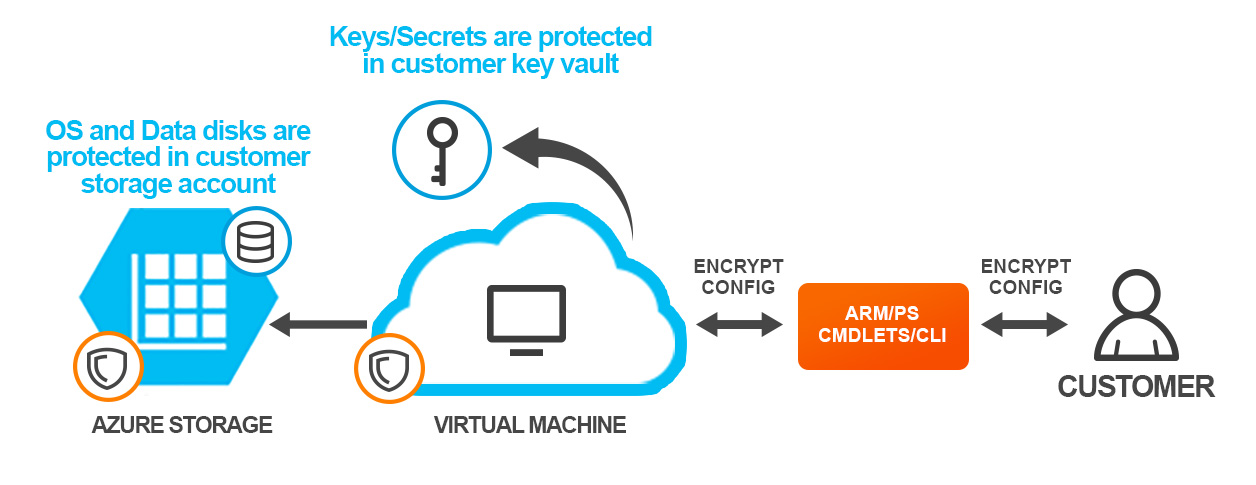 Keys/Secrets are protected
in customer key vault
OS and Data disks are
protected in customer
storage account
ENCRYPT
CONFIG
ARM/PS
CMDLETS/CLI
ENCRYPT
CONFIG
CUSTOMER
AZURE STORAGE
VIRTUAL MACHINE